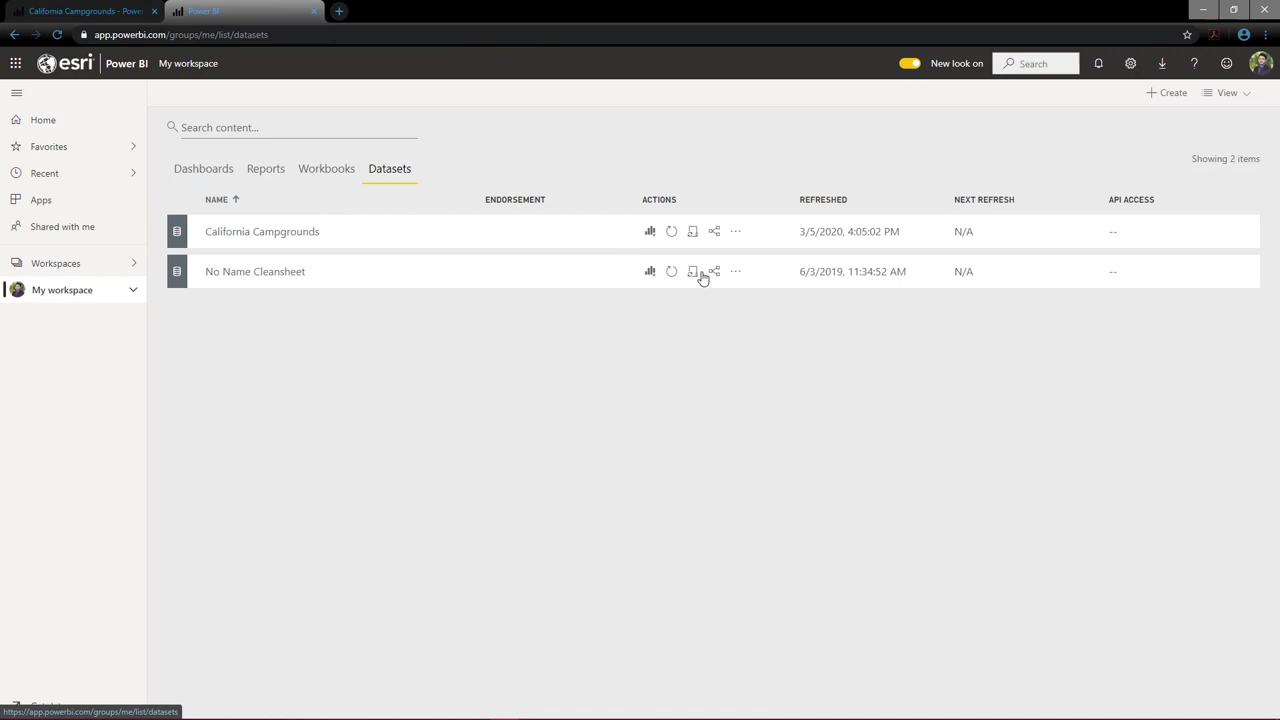 California Campgrounds - Powe
Power BI
app.powerbi.com/groups/me/list/datasets
esri
Power BI
My workspace
New look on
Search
Create
View
Home
Favorites
Recent
Apps
Shared with me
Workspaces
My workspace
Search content...
Dashboards
Reports
Workbooks
Datasets
Showing 2 items
NAME
ENDORSEMENT
ACTIONS
REFRESHED
NEXT REFRESH
API ACCESS
California Campgrounds
3/5/2020, 4:05:02 PM
N/A
--
No Name Cleansheet
6/3/2019, 11:34:52 AM
N/A
--
https://app.powerbi.com/groups/me/list/datasets